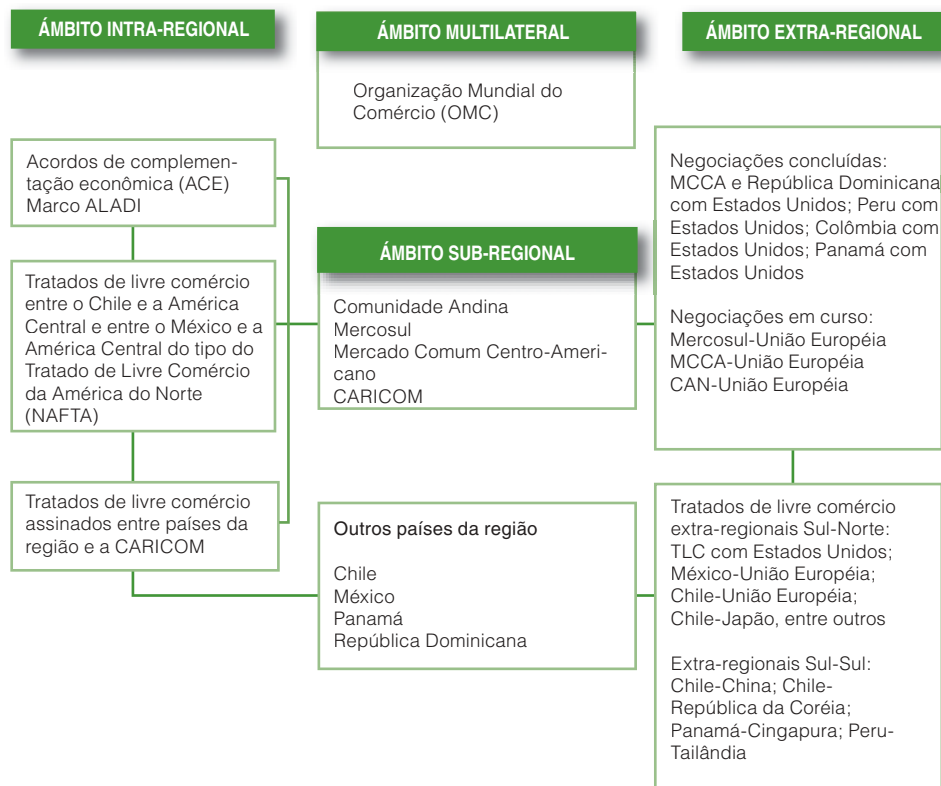 ÁMBITO INTRA-REGIONAL
Acordos de complemen-
tação econômica (ACE)
Marco ALADI
Tratados de livre comércio
entre o Chile e a América
Central e entre o México e a
América Central do tipo do
Tratado de Livre Comércio
da América do Norte
(NAFTA)
Tratados de livre comércio
assinados entre países da
região e a CARICOM
ÁMBITO MULTILATERAL
Organização Mundial do
Comércio (OMC)
ÁMBITO SUB-REGIONAL
Comunidade Andina
Mercosul
Mercado Comum Centro-Ameri-
cano
CARICOM
Outros países da região
Chile
México
Panamá
República Dominicana
ÁMBITO EXTRA-REGIONAL
Negociações concluídas:
MCCA e República Dominicana
com Estados Unidos; Peru com
Estados Unidos; Colômbia com
Estados Unidos; Panamá com
Estados Unidos
Negociações em curso:
Mercosul-União Européia
MCCA-União Européia
CAN-União Européia
Tratados de livre comércio
extra-regionais Sul-Norte:
TLC com Estados Unidos;
México-União Européia;
Chile-União Européia;
Chile-Japão, entre outros
Extra-regionais Sul-Sul:
Chile-China; Chile-
República da Coréia;
Panamá-Cingapura; Peru-
Tailândia